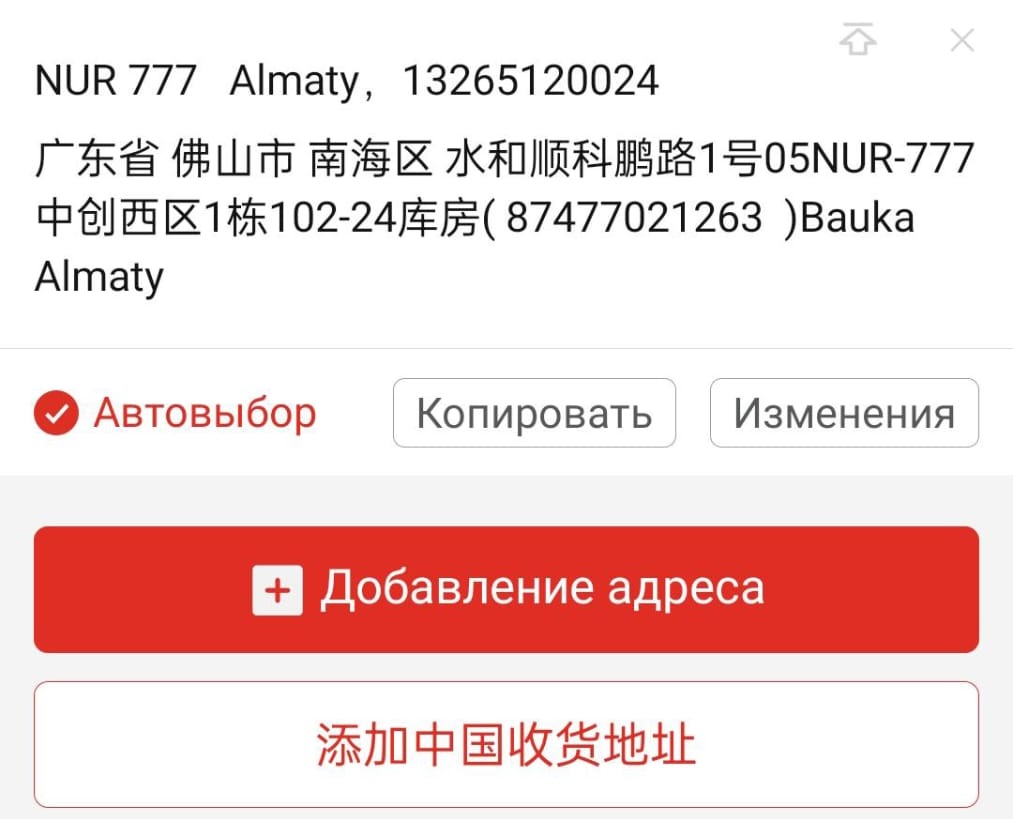 NUR 777 Almaty，13265120024
广东省 佛山市 南海区 水和顺科鹏路1号05NUR-777
中创西区1栋102-24库房( 87477021263 )Bauka
Almaty
Автовыбор
Копировать
Изменения
Добавление адреса
添加中国收货地址